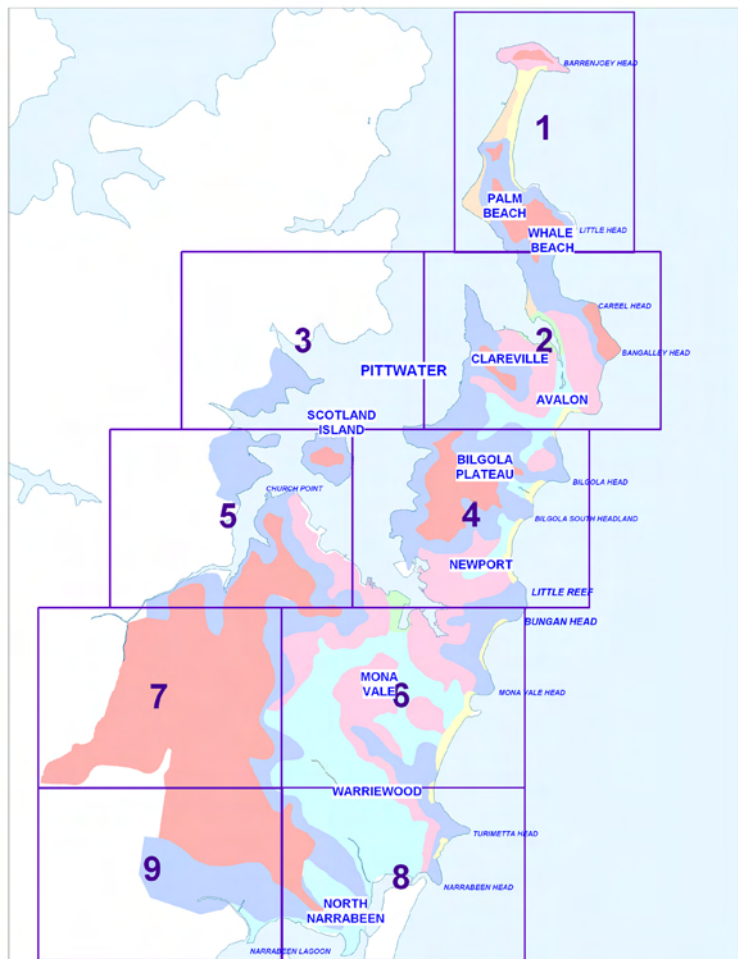 BARRENJOEY HEAD
1
PALM
BEACH
WHALE
BEACH
LITTLE HEAD
CAREEL HEAD
3
2
BANGALLEY HEAD
CLAREVILLE
PITTWATER
AVALON
SCOTLAND
ISLAND
BILGOLA
PLATEAU
BILGOLA HEAD
CHURCH POINT
5
4
BILGOLA SOUTH HEADLAND
NEWPORT
LITTLE REEF
BUNGAN HEAD
MONA
VALE
7
6
MONA VALE HEAD
WARRIEWOOD
TURIMETTA HEAD
9
8
NARRABEEN HEAD
NORTH
NARRABEEN
NARRABEEN LAGOON